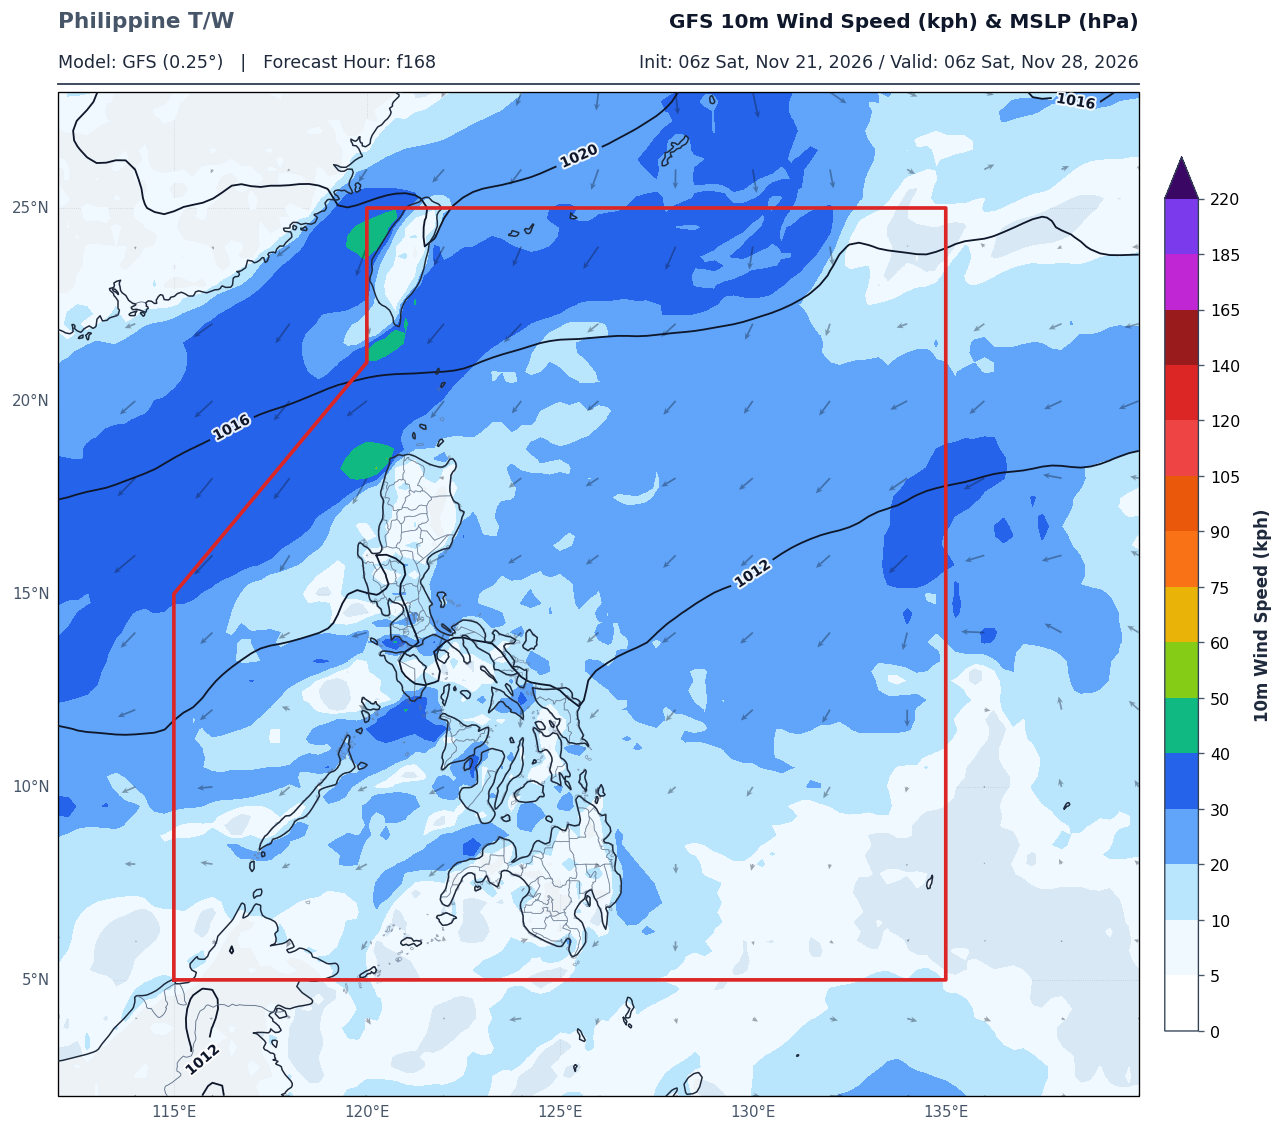 Philippine T/W
GFS 10m Wind Speed (kph) & MSLP (hPa)
Model: GFS (0.25°)   |   Forecast Hour: f168
Init: 06z Sat, Nov 21, 2026 / Valid: 06z Sat, Nov 28, 2026
1016
1020
1016
1012
1012
25°N
20°N
15°N
10°N
5°N
115°E
120°E
125°E
130°E
135°E
220
185
165
140
120
105
90
75
60
50
40
30
20
10
5
0
10m Wind Speed (kph)